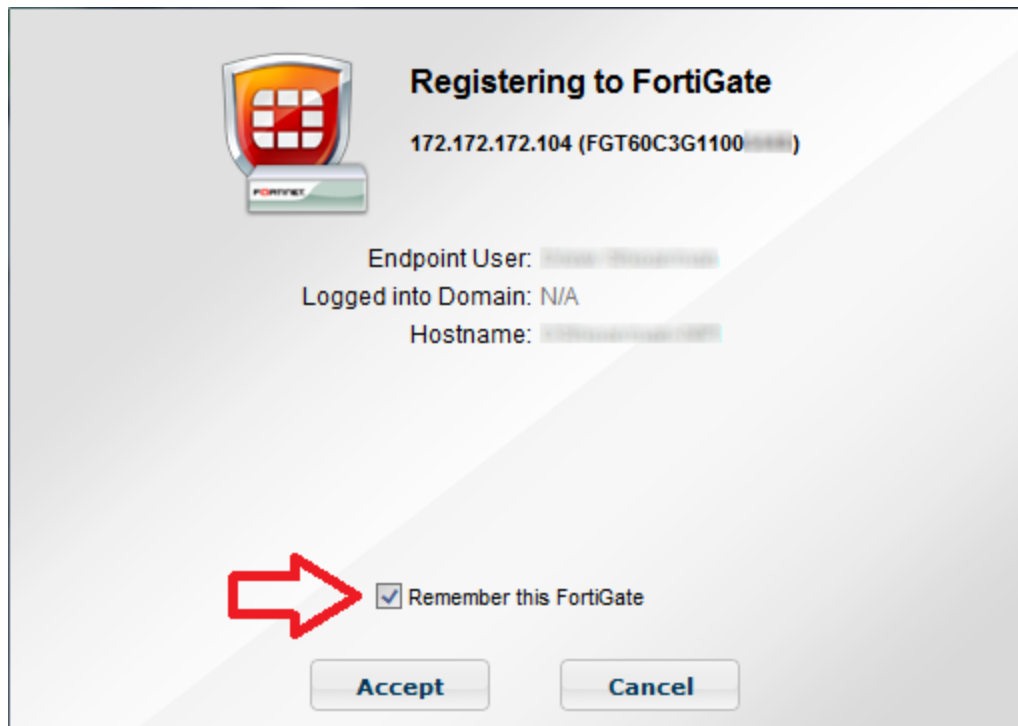 Registering to FortiGate
172.172.172.104 (FGT60C3G1100 )
FORTINET
Endpoint User:
Logged into Domain: N/A
Hostname:
Remember this FortiGate
Accept
Cancel